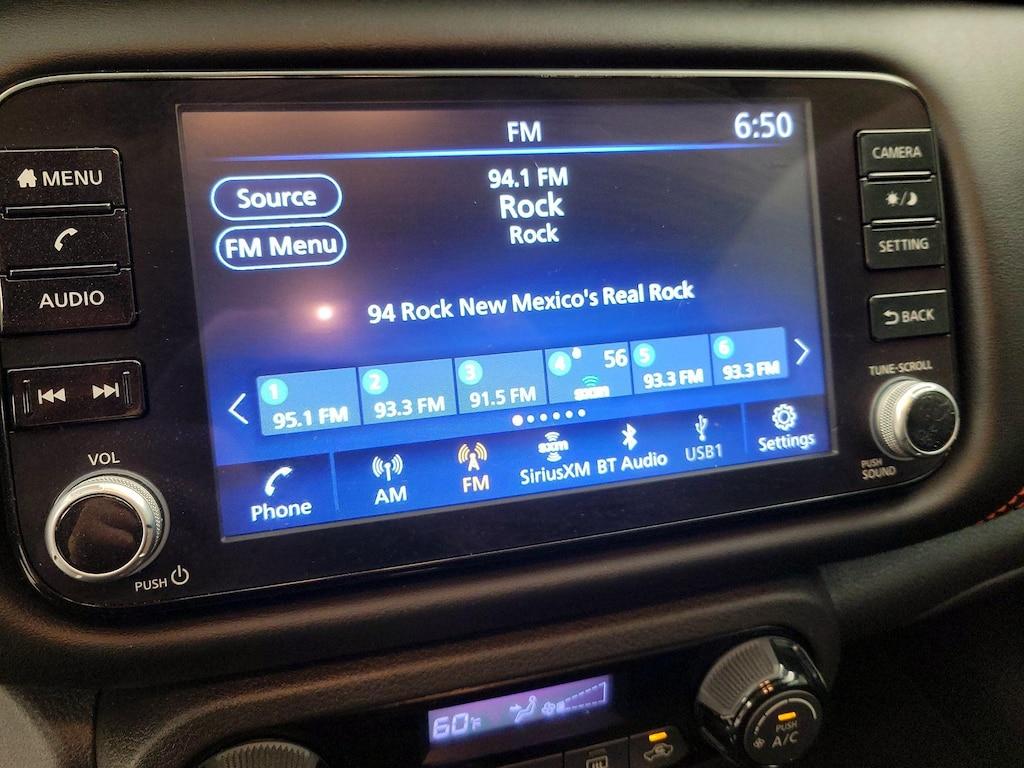 FM
6:50
MENU
AUDIO
VOL
PUSH
Source
FM Menu
94.1 FM
Rock
Rock
94 Rock New Mexico's Real Rock
1
95.1 FM
2
93.3 FM
3
91.5 FM
4
56
sxm
5
93.3 FM
6
93.3 FM
Phone
AM
FM
sxm
SiriusXM
BT Audio
USB1
Settings
CAMERA
SETTING
BACK
TUNE-SCROLL
PUSH
SOUND
60°F
PUSH
A/C